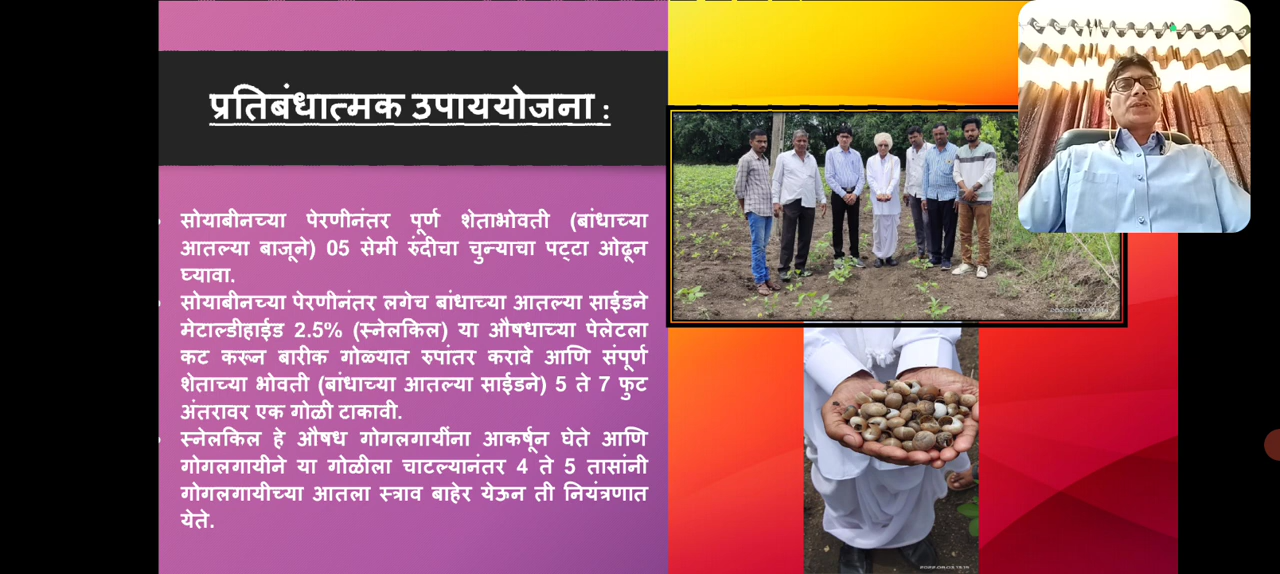 प्रतिबंधात्मक उपाययोजना :
सोयाबीनच्या पेरणीनंतर पूर्ण शेताभोवती (बांधाच्या
आतल्या बाजूने) 05 सेमी रुंदीचा चुन्याचा पट्टा ओढून
घ्यावा.
सोयाबीनच्या पेरणीनंतर लगेच बांधाच्या आतल्या साईडने
मेटाल्डीहाईड 2.5% (स्नेलकिल) या औषधाच्या पेलेटला
कट करून बारीक गोळ्यात रुपांतर करावे आणि संपूर्ण
शेताच्या भोवती (बांधाच्या आतल्या साईडने) 5 ते 7 फुट
अंतरावर एक गोळी टाकावी.
स्नेलकिल हे औषध गोगलगायींना आकर्षून घेते आणि
गोगलगायीने या गोळीला चाटल्यानंतर 4 ते 5 तासांनी
गोगलगायीच्या आतला स्त्राव बाहेर येऊन ती नियंत्रणात
येते.